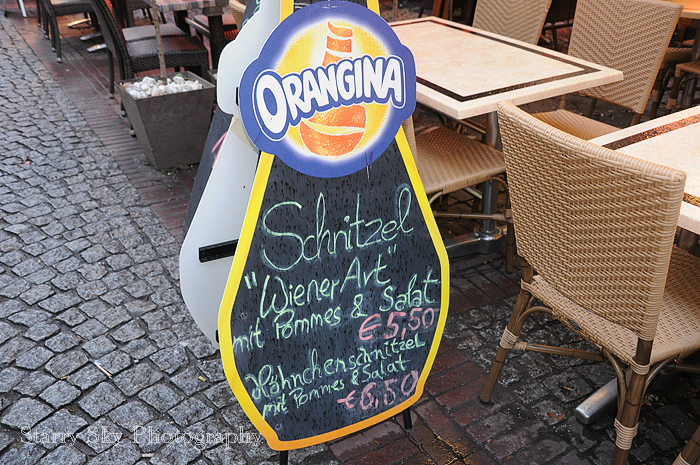 ORANGINA
Schnitzel
"Wiener Art"
mit Pommes & Salat
€ 5,50
Hähnchenschnitzel
mit Pommes & Salat
€ 6,50
Starry Sky Photography